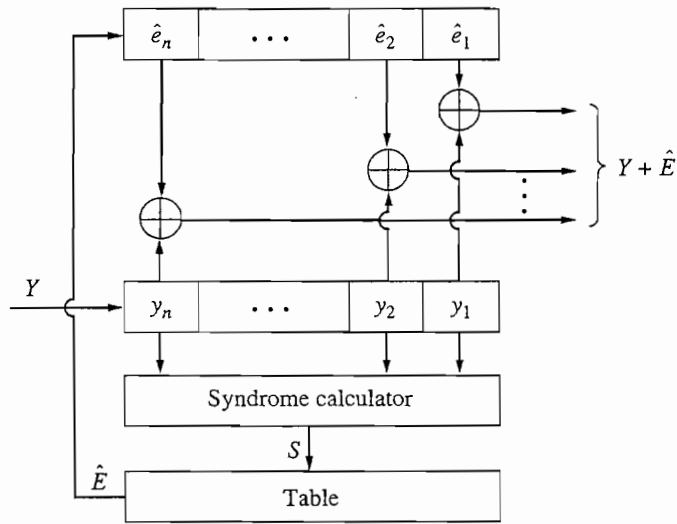 ê_n ··· ê_2 ê_1
Y + Ê
Y
y_n ··· y_2 y_1
Syndrome calculator
S
Ê
Table